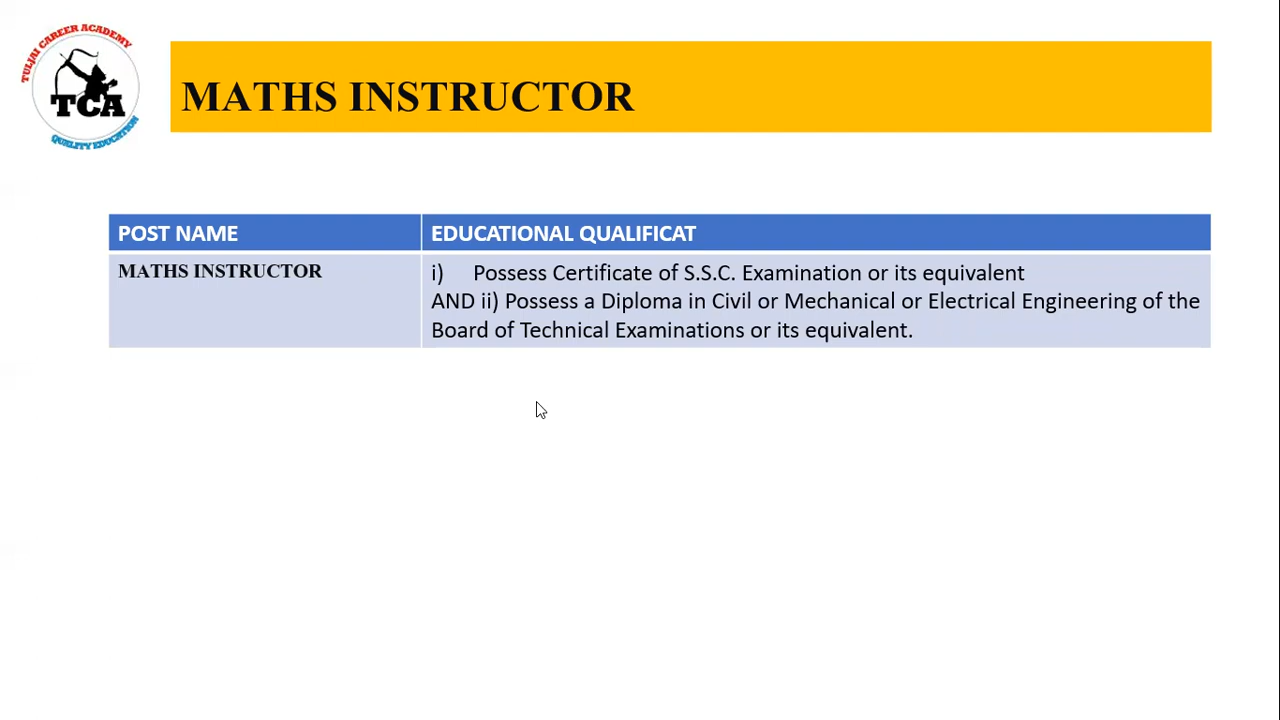 TULJAI CAREER ACADEMY
TCA
QUELITY EDUCATION
MATHS INSTRUCTOR
POST NAME
EDUCATIONAL QUALIFICAT
MATHS INSTRUCTOR
i) Possess Certificate of S.S.C. Examination or its equivalent
AND ii) Possess a Diploma in Civil or Mechanical or Electrical Engineering of the
Board of Technical Examinations or its equivalent.